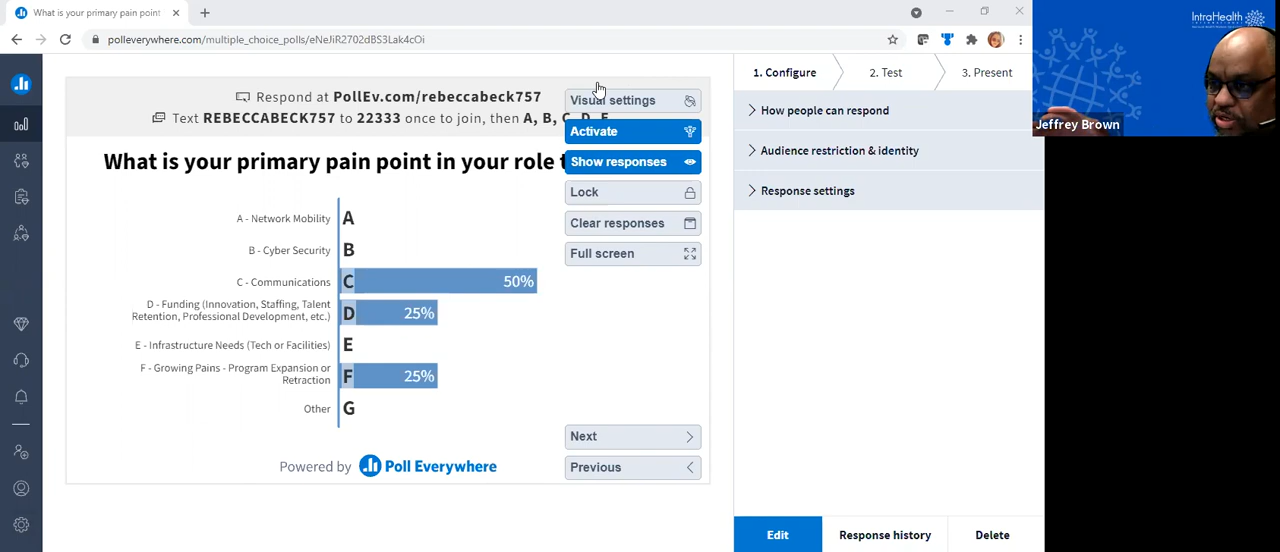 What is your primary pain point
polleverywhere.com/multiple_choice_polls/eNeJiR2702dBS3Lak4cOi
IntraHealth
Jeffrey Brown
Respond at PollEv.com/rebeccabeck757
Text REBECCABECK757 to 22333 once to join, then A, B, C, D, E
What is your primary pain point in your role
A - Network Mobility A
B - Cyber Security B
C - Communications C 50%
D - Funding (Innovation, Staffing, Talent
Retention, Professional Development, etc.) D 25%
E - Infrastructure Needs (Tech or Facilities) E
F - Growing Pains - Program Expansion or
Retraction F 25%
Other G
Powered by Poll Everywhere
Visual settings
Activate
Show responses
Lock
Clear responses
Full screen
Next
Previous
1. Configure 2. Test 3. Present
How people can respond
Audience restriction & identity
Response settings
Edit Response history Delete